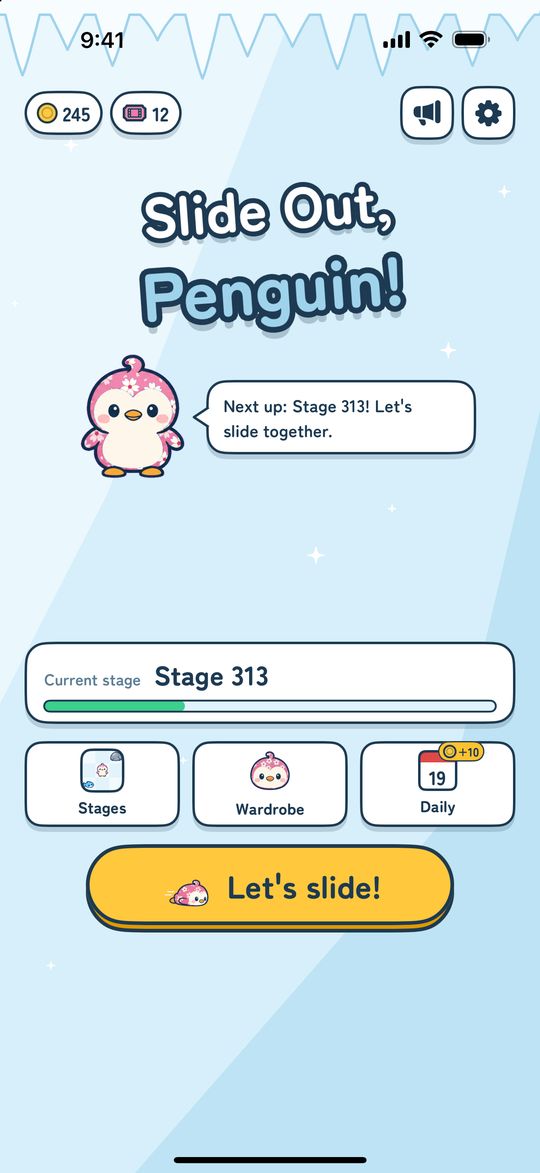 9:41
245
12
Slide Out,
Penguin!
Next up: Stage 313! Let's
slide together.
Current stage Stage 313
+10
19
Stages
Wardrobe
Daily
Let's slide!